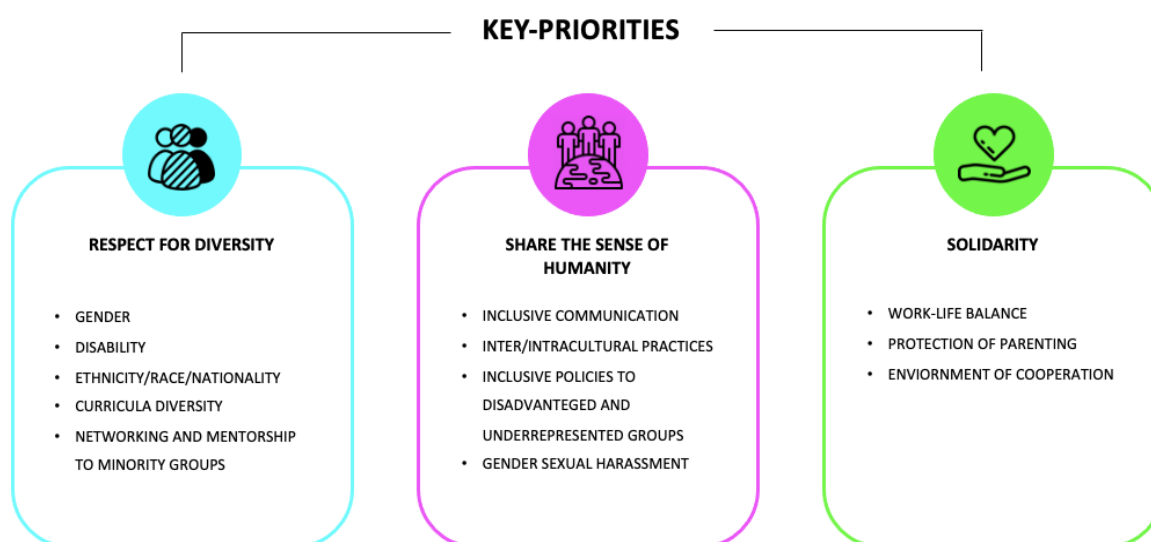 KEY-PRIORITIES
RESPECT FOR DIVERSITY
• GENDER
• DISABILITY
• ETHNICITY/RACE/NATIONALITY
• CURRICULA DIVERSITY
• NETWORKING AND MENTORSHIP
TO MINORITY GROUPS
SHARE THE SENSE OF
HUMANITY
• INCLUSIVE COMMUNICATION
• INTER/INTRACULTURAL PRACTICES
• INCLUSIVE POLICIES TO
DISADVANTEGED AND
UNDERREPRESENTED GROUPS
• GENDER SEXUAL HARASSMENT
SOLIDARITY
• WORK-LIFE BALANCE
• PROTECTION OF PARENTING
• ENVIORNMENT OF COOPERATION